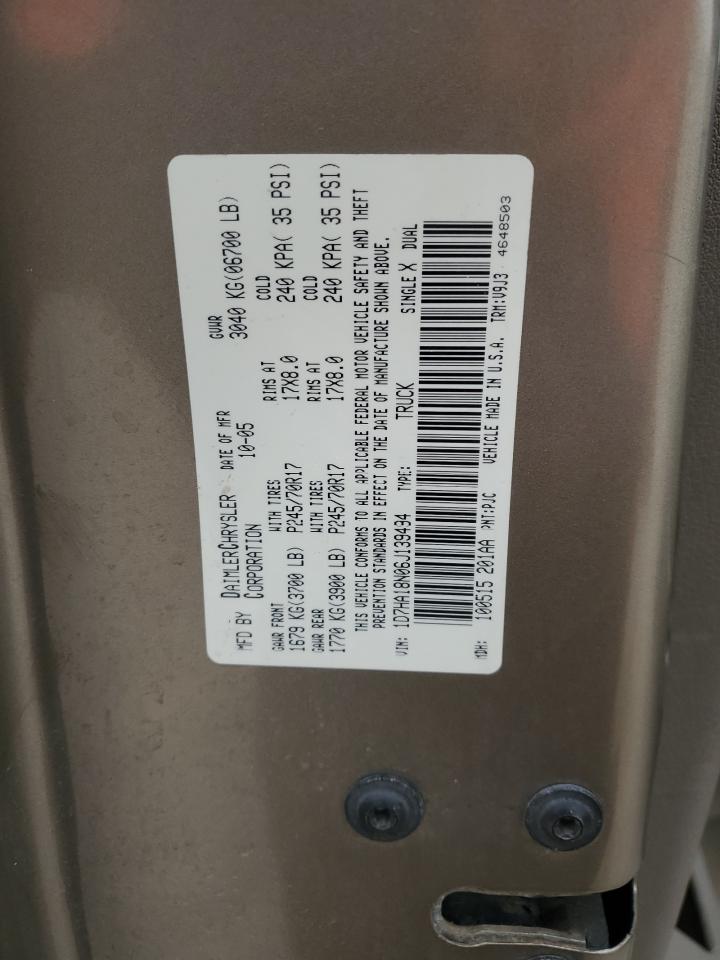 MFD BY DAIMLERCHRYSLER CORPORATION DATE OF MFR 10-05 GVWR 3040 KG(06700 LB)
GAWR FRONT WITH TIRES RIMS AT COLD
1679 KG(3700 LB) P245/70R17 17X8.0 240 KPA( 35 PSI)
GAWR REAR WITH TIRES RIMS AT COLD
1770 KG(3900 LB) P245/70R17 17X8.0 240 KPA( 35 PSI)
THIS VEHICLE CONFORMS TO ALL APPLICABLE FEDERAL MOTOR VEHICLE SAFETY AND THEFT
PREVENTION STANDARDS IN EFFECT ON THE DATE OF MANUFACTURE SHOWN ABOVE.
VIN: 1D7HA18N06J139434 TYPE: TRUCK SINGLE X DUAL
MDH: 100515 201AA PNT:PJC VEHICLE MADE IN U.S.A. TRM:V9J3 4648503